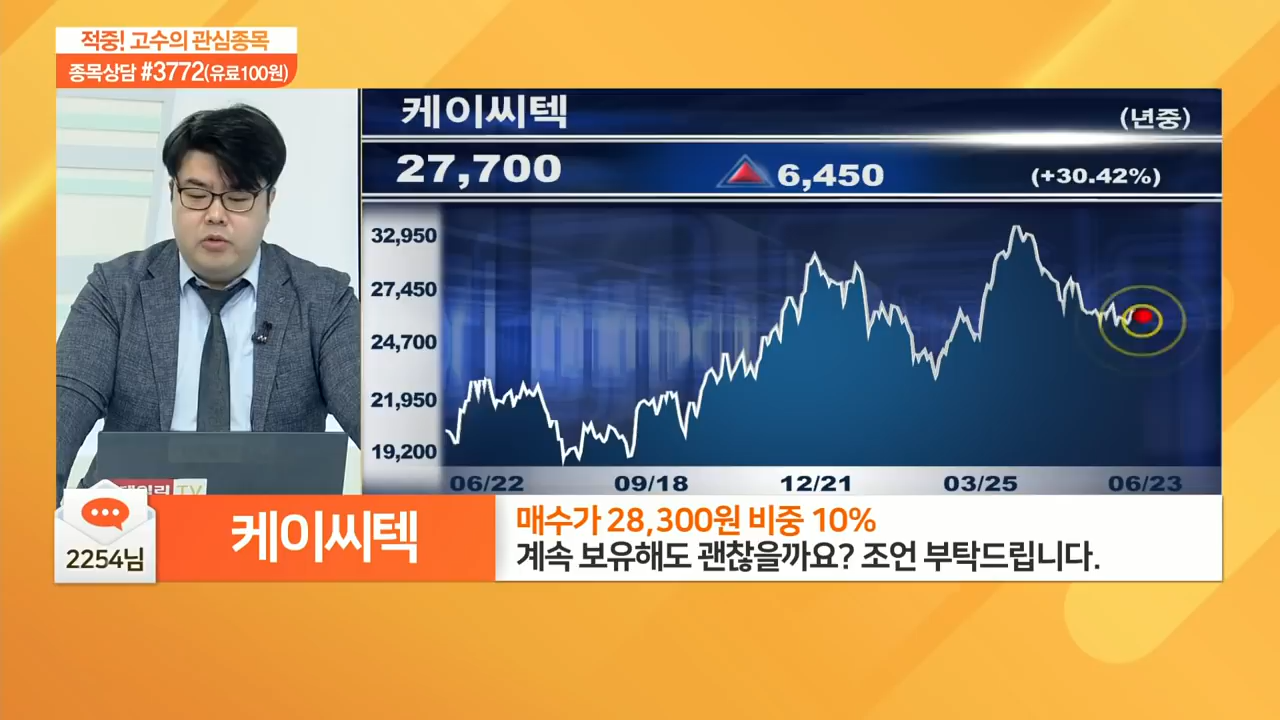 적중! 고수의 관심종목
종목상담 #3772(유료100원)
케이씨텍
(년중)
27,700
6,450
(+30.42%)
32,950
27,450
24,700
21,950
19,200
06/22
09/18
12/21
03/25
06/23
TV
2254님
케이씨텍
매수가 28,300원 비중 10%
계속 보유해도 괜찮을까요? 조언 부탁드립니다.